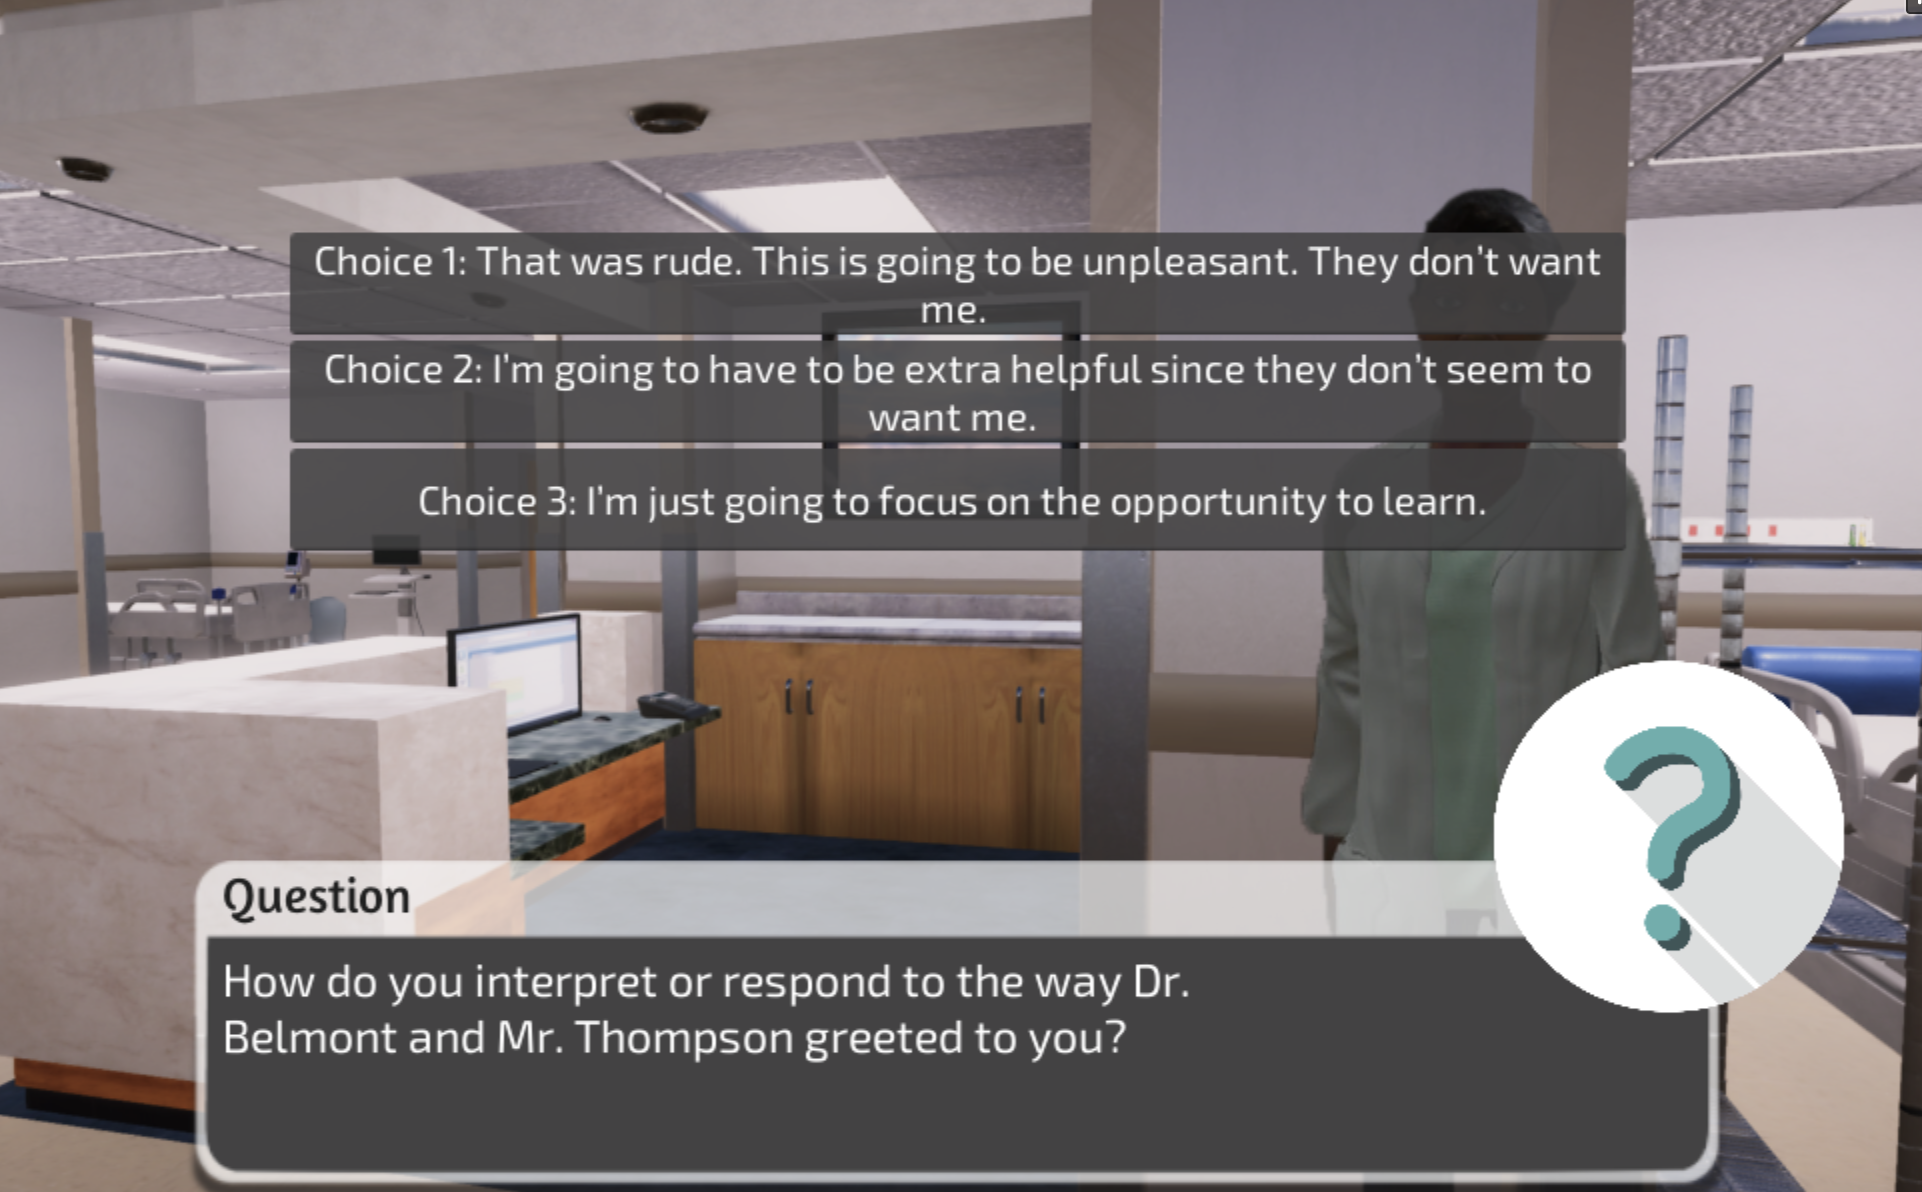 Choice 1: That was rude. This is going to be unpleasant. They don't want
me.
Choice 2: I'm going to have to be extra helpful since they don't seem to
want me.
Choice 3: I'm just going to focus on the opportunity to learn.
Question
How do you interpret or respond to the way Dr.
Belmont and Mr. Thompson greeted to you?